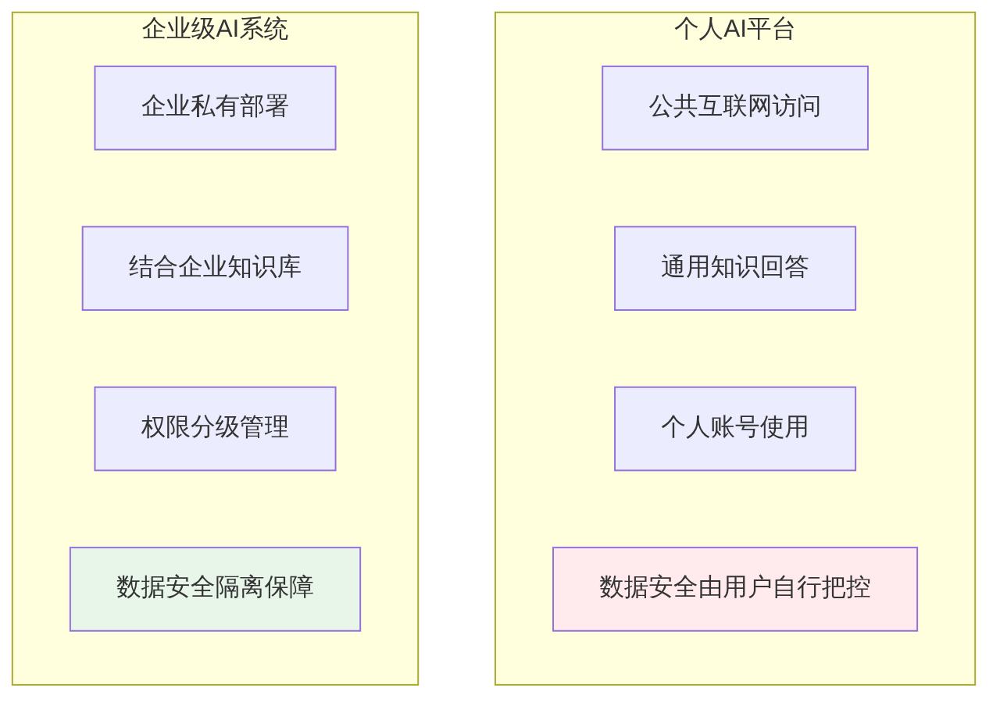 企业级AI系统
企业私有部署
结合企业知识库
权限分级管理
数据安全隔离保障
个人AI平台
公共互联网访问
通用知识回答
个人账号使用
数据安全由用户自行把控